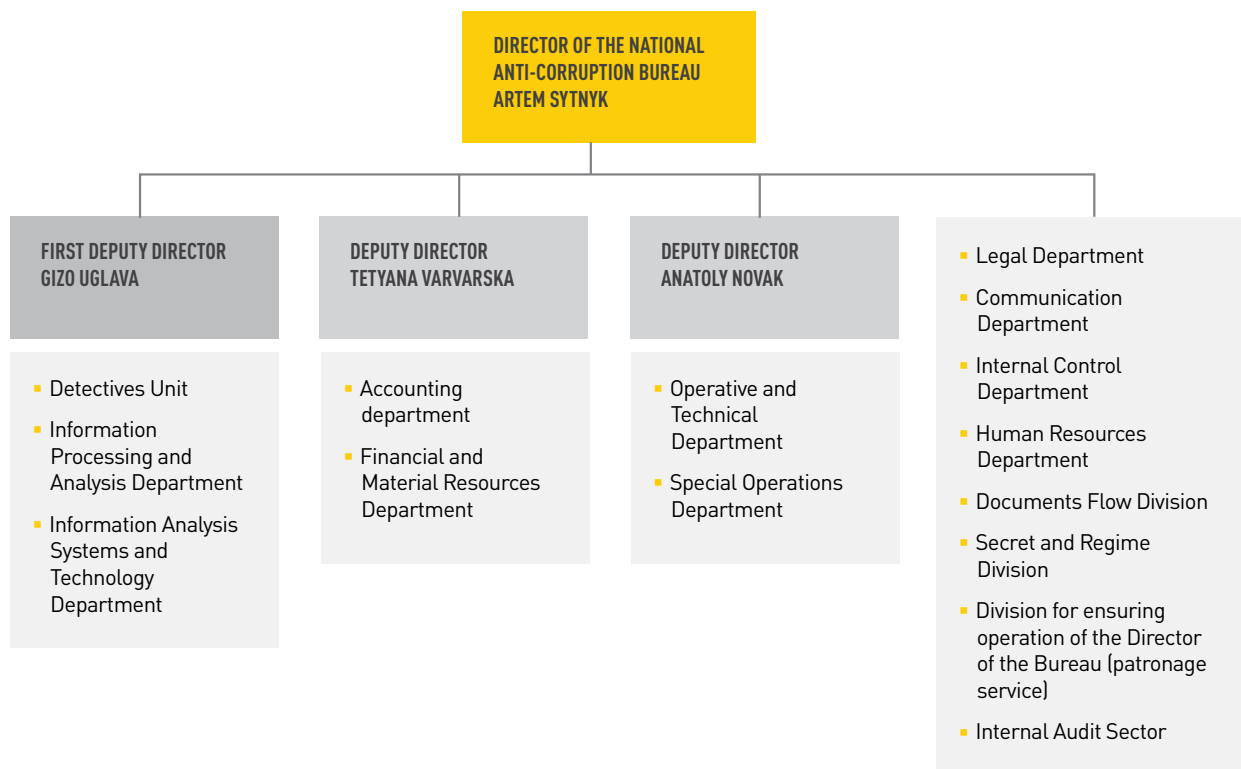 DIRECTOR OF THE NATIONAL
ANTI-CORRUPTION BUREAU
ARTEM SYTNYK
FIRST DEPUTY DIRECTOR
GIZO UGLAVA
Detectives Unit
Information
Processing and
Analysis Department
Information Analysis
Systems and
Technology
Department
DEPUTY DIRECTOR
TETYANA VARVARSKA
Accounting
department
Financial and
Material Resources
Department
DEPUTY DIRECTOR
ANATOLY NOVAK
Operative and
Technical
Department
Special Operations
Department
Legal Department
Communication
Department
Internal Control
Department
Human Resources
Department
Documents Flow Division
Secret and Regime
Division
Division for ensuring
operation of the Director
of the Bureau (patronage
service)
Internal Audit Sector